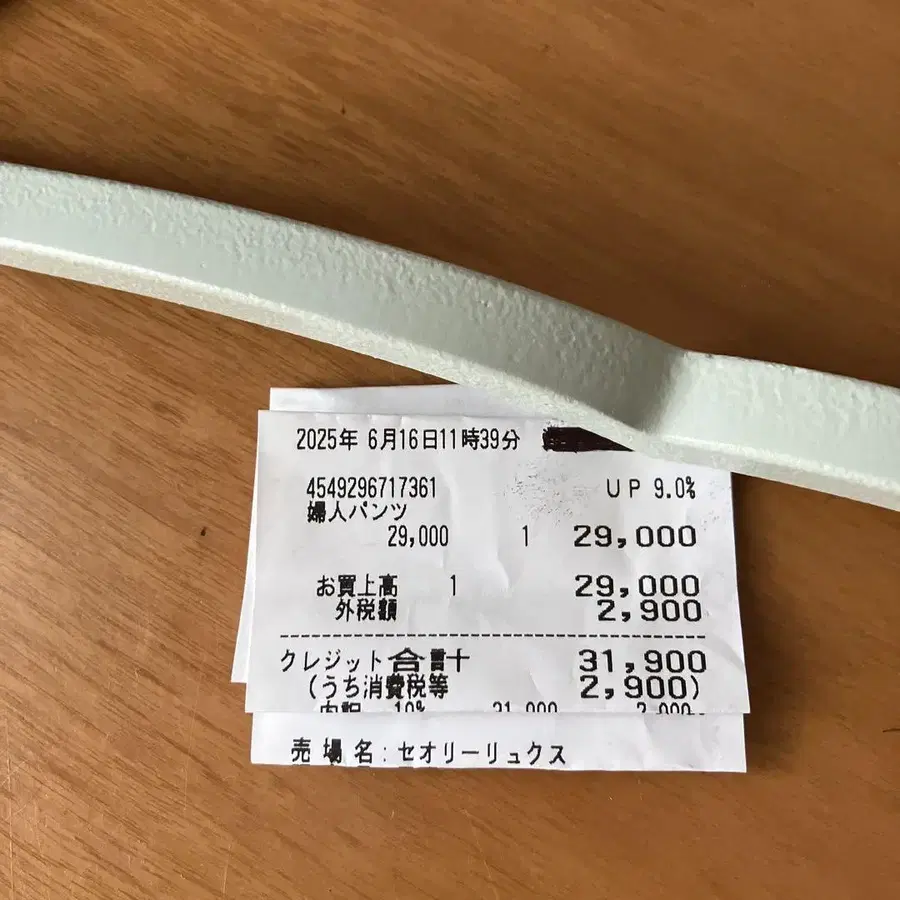 2025年 6月16日11時39分
4549296717361 UP 9.0%
婦人パンツ
29,000 1 29,000
お買上高 1 29,000
外税額 2,900
クレジット合計 31,900
(うち消費税等 2,900)
内訳 10%
売 場 名:セオリーリュクス